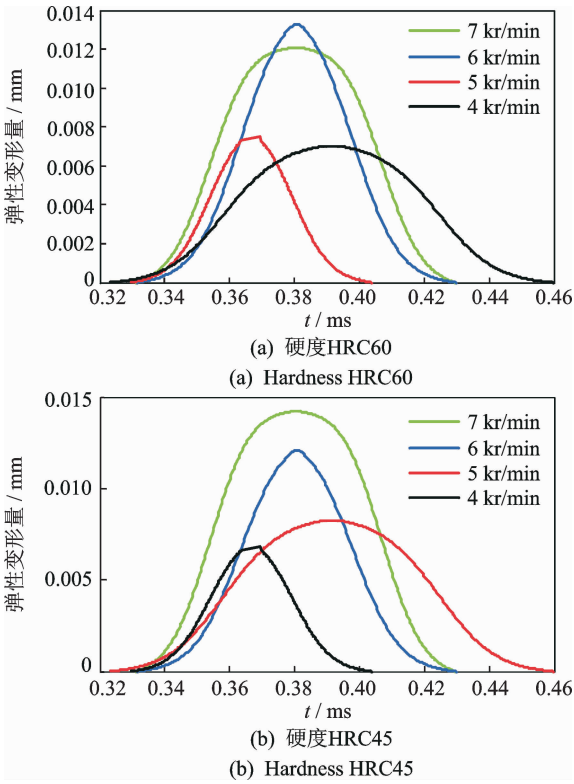 0.014
0.012
0.010
0.008
0.006
0.004
0.002
0
弹性变形量 / mm
7 kr/min
6 kr/min
5 kr/min
4 kr/min
0.32 0.34 0.36 0.38 0.40 0.42 0.44 0.46
t / ms
(a) 硬度HRC60
(a) Hardness HRC60
0.015
0.010
0.005
0
弹性变形量 / mm
7 kr/min
6 kr/min
5 kr/min
4 kr/min
0.32 0.34 0.36 0.38 0.40 0.42 0.44 0.46
t / ms
(b) 硬度HRC45
(b) Hardness HRC45